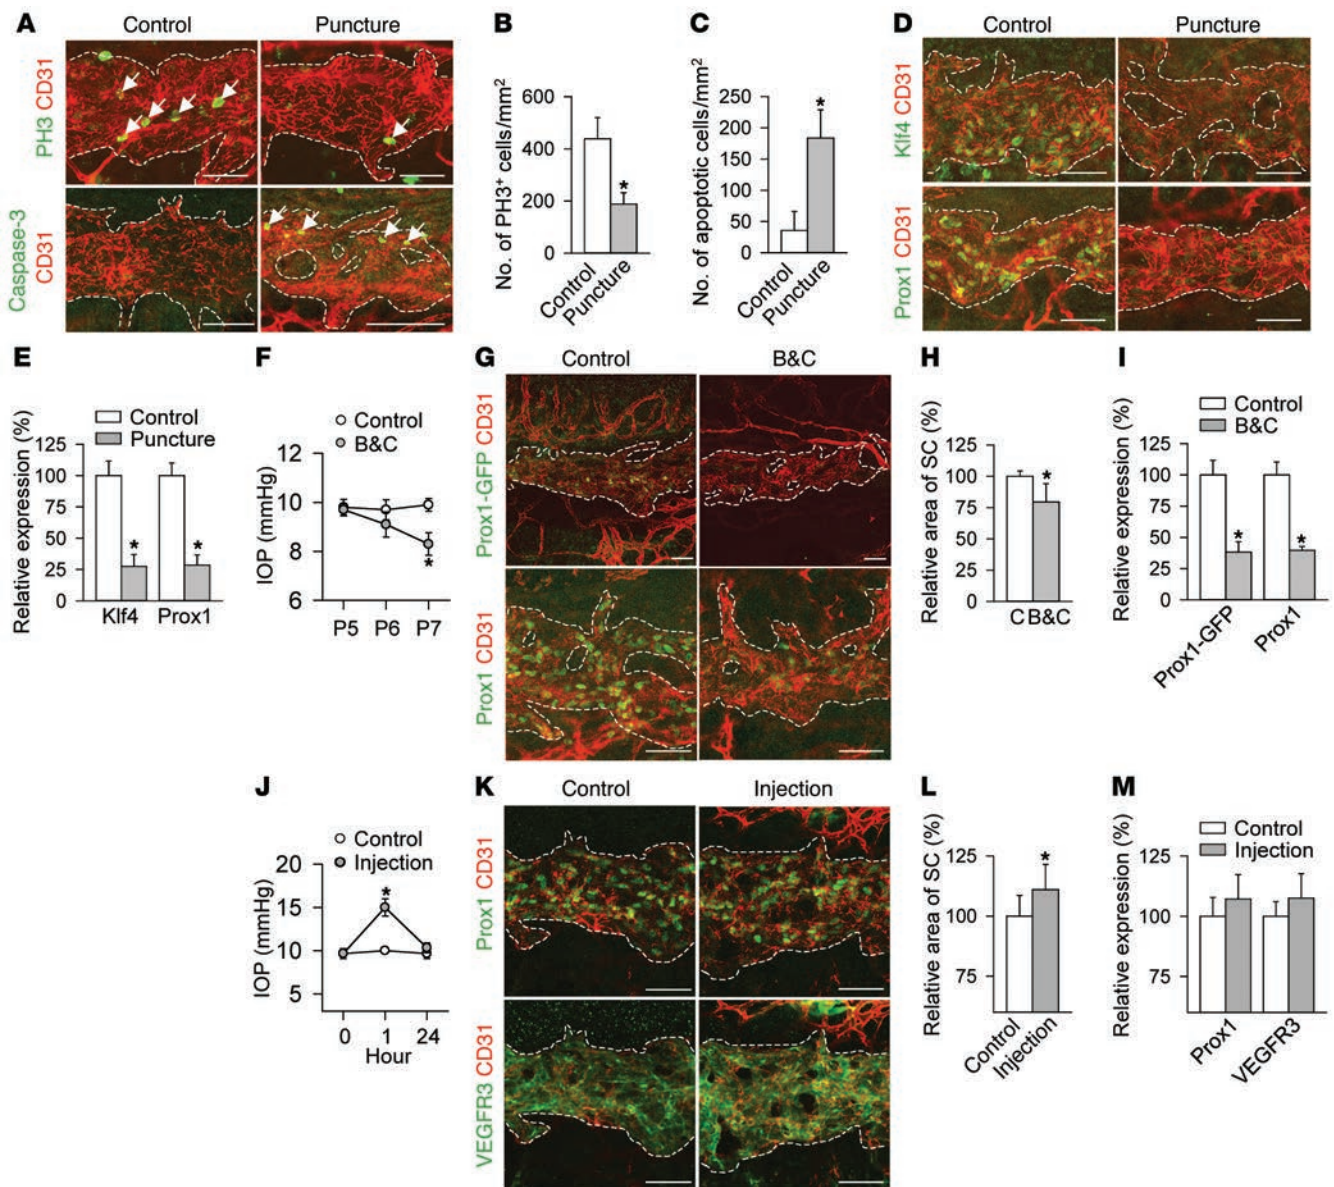 A
Control
Puncture
PH3 CD31
Caspase-3
CD31
B
No. of PH3⁺ cells/mm²
600
400
200
0
*
Control
Puncture
C
No. of apoptotic cells/mm²
250
200
150
100
50
0
*
Control
Puncture
D
Control
Puncture
Klf4 CD31
Prox1 CD31
E
Control
Puncture
Relative expression (%)
125
100
75
50
25
0
*
*
Klf4
Prox1
F
Control
B&C
IOP (mmHg)
12
10
8
6
*
P5
P6
P7
G
Control
B&C
Prox1-GFP CD31
Prox1 CD31
H
Relative area of SC (%)
125
100
75
50
25
0
*
C B&C
I
Control
B&C
Relative expression (%)
125
100
75
50
25
0
*
*
Prox1-GFP
Prox1
J
Control
Injection
IOP (mmHg)
20
15
10
5
*
0
1
24
Hour
K
Control
Injection
Prox1 CD31
VEGFR3 CD31
L
Relative area of SC (%)
125
100
75
*
Control
Injection
M
Control
Injection
Relative expression (%)
125
100
75
Prox1
VEGFR3